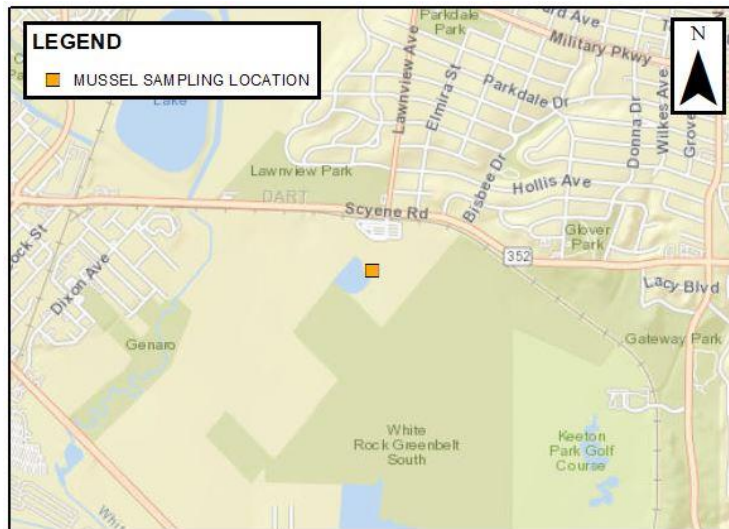 LEGEND
MUSSEL SAMPLING LOCATION
N
Parkdale
Park
Ave
Military Pkwy
Lake
Lawnview Ave
Elmira St
Parkdale Dr
Donna Dr
Wilkes Ave
Grove
Lawnview Park
DART
Bisbee Dr
Hollis Ave
Scyene Rd
Glover
Park
352
Dixon Ave
Lacy Blvd
Genaro
Gateway Park
White
Rock Greenbelt
South
Keeton
Park Golf
Course